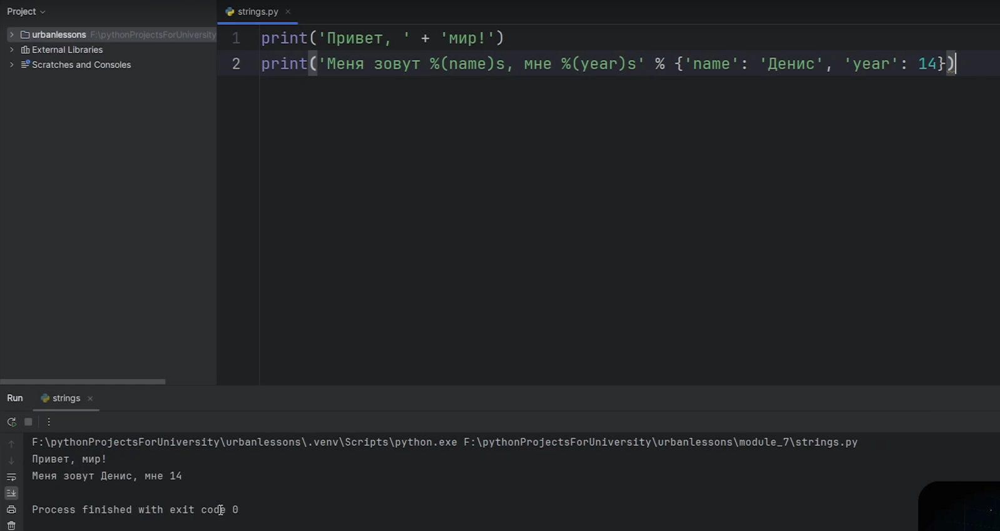 Project
strings.py
urbanlessons F:\pythonProjectsForUniversity
External Libraries
Scratches and Consoles
1 print('Привет, ' + 'мир!')
2 print('Меня зовут %(name)s, мне %(year)s' % {'name': 'Денис', 'year': 14})
Run strings
F:\pythonProjectsForUniversity\urbanlessons\.venv\Scripts\python.exe F:\pythonProjectsForUniversity\urbanlessons\module_7\strings.py
Привет, мир!
Меня зовут Денис, мне 14
Process finished with exit code 0